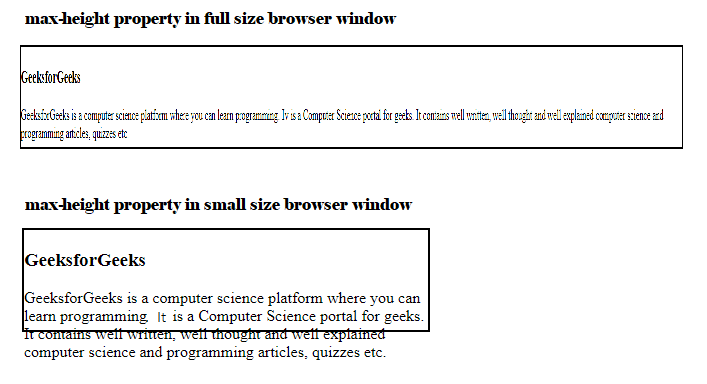 max-height property in full size browser window
GeeksforGeeks
GeeksforGeeks is a computer science platform where you can learn programming. Iv is a Computer Science portal for geeks. It contains well written, well thought and well explained computer science and
programming articles, quizzes etc
max-height property in small size browser window
GeeksforGeeks
GeeksforGeeks is a computer science platform where you can
learn programming. It is a Computer Science portal for geeks.
It contains well written, well thought and well explained
computer science and programming articles, quizzes etc.